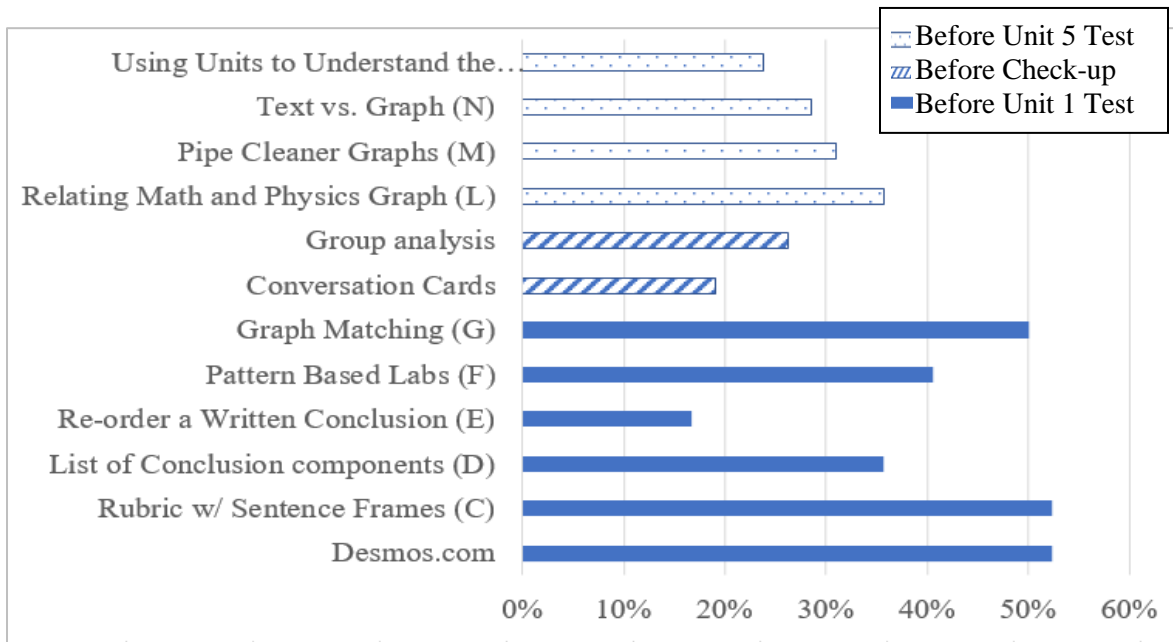 Before Unit 5 Test
Before Check-up
Before Unit 1 Test
Using Units to Understand the…
Text vs. Graph (N)
Pipe Cleaner Graphs (M)
Relating Math and Physics Graph (L)
Group analysis
Conversation Cards
Graph Matching (G)
Pattern Based Labs (F)
Re-order a Written Conclusion (E)
List of Conclusion components (D)
Rubric w/ Sentence Frames (C)
Desmos.com
0% 10% 20% 30% 40% 50% 60%